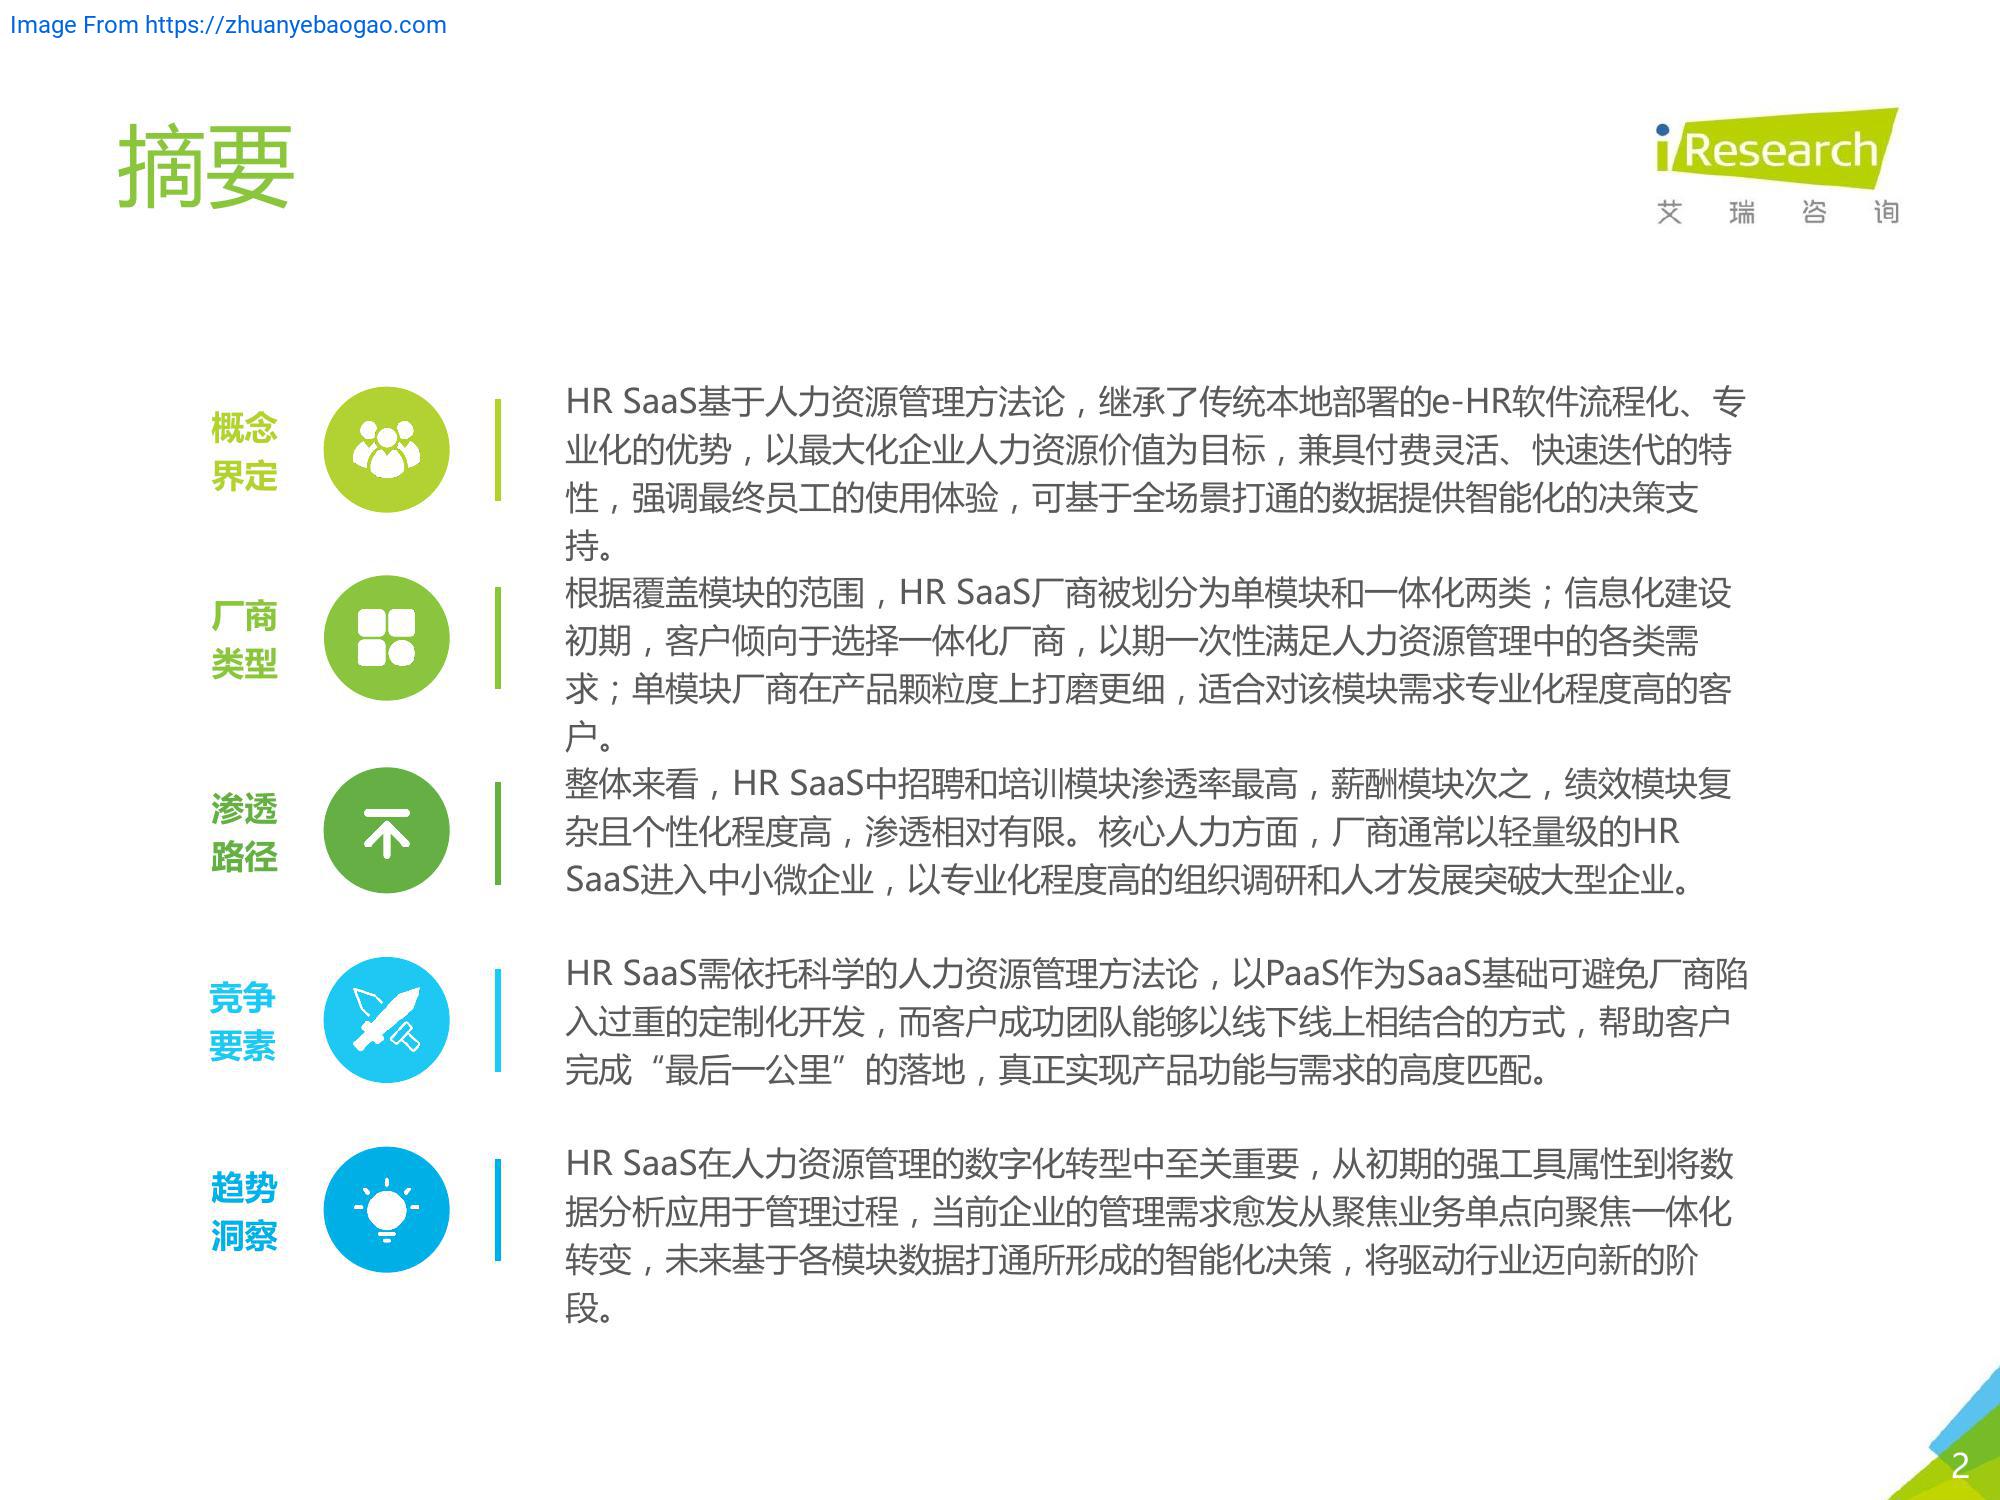 Image From https://zhuanyebaogao.com
摘要
iResearch
艾 瑞 咨 询
概念
界定
HR SaaS基于人力资源管理方法论，继承了传统本地部署的e-HR软件流程化、专
业化的优势，以最大化企业人力资源价值为目标，兼具付费灵活、快速迭代的特
性，强调最终员工的使用体验，可基于全场景打通的数据提供智能化的决策支
持。
厂商
类型
根据覆盖模块的范围，HR SaaS厂商被划分为单模块和一体化两类；信息化建设
初期，客户倾向于选择一体化厂商，以期一次性满足人力资源管理中的各类需
求；单模块厂商在产品颗粒度上打磨更细，适合对该模块需求专业化程度高的客
户。
渗透
路径
整体来看，HR SaaS中招聘和培训模块渗透率最高，薪酬模块次之，绩效模块复
杂且个性化程度高，渗透相对有限。核心人力方面，厂商通常以轻量级的HR
SaaS进入中小微企业，以专业化程度高的组织调研和人才发展突破大型企业。
竞争
要素
HR SaaS需依托科学的人力资源管理方法论，以PaaS作为SaaS基础可避免厂商陷
入过重的定制化开发，而客户成功团队能够以线下线上相结合的方式，帮助客户
完成“最后一公里”的落地，真正实现产品功能与需求的高度匹配。
趋势
洞察
HR SaaS在人力资源管理的数字化转型中至关重要，从初期的强工具属性到将数
据分析应用于管理过程，当前企业的管理需求愈发从聚焦业务单点向聚焦一体化
转变，未来基于各模块数据打通所形成的智能化决策，将驱动行业迈向新的阶
段。
2